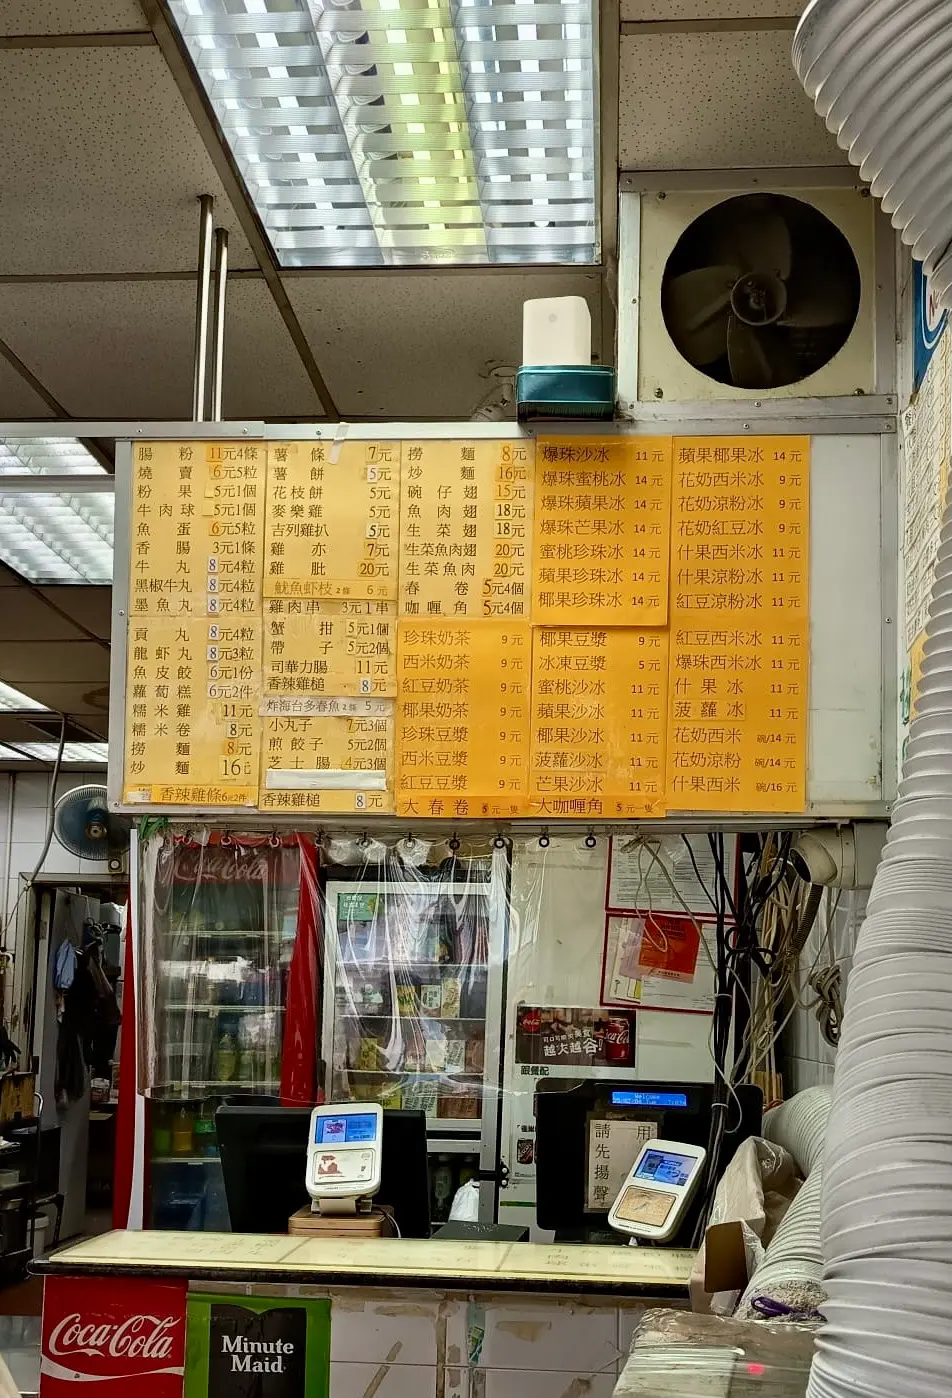 腸粉 11元4條
燒賣 6元5粒
粉果 5元1個
牛肉球 5元1個
魚蛋 6元5粒
香腸 3元1條
牛丸 8元4粒
黑椒牛丸 8元4粒
墨魚丸 8元4粒
貢丸 8元4粒
龍虾丸 8元3粒
魚皮餃 6元1份
蘿蔔糕 6元2件
糯米雞 11元
糯米卷 8元
撈麵 8元
炒麵 16元
香辣雞條 6元2件
薯條 7元
薯餅 5元
花枝餅 5元
麥樂雞 5元
吉列雞扒 5元
雞亦 7元
雞肶 20元
魷魚虾枝 2條 6元
雞肉串 3元1串
蟹柑 5元1個
帶子 5元2個
司華力腸 11元
香辣雞槌 8元
炸海台多春魚 2條 5元
小丸子 7元3個
煎餃子 5元2個
芝士腸 4元3個
香辣雞槌 8元
撈麵 8元
炒麵 16元
碗仔翅 15元
魚肉翅 18元
生菜翅 18元
生菜魚肉翅 20元
生菜魚肉 20元
春卷 5元4個
咖喱角 5元4個
珍珠奶茶 9元
西米奶茶 9元
紅豆奶茶 9元
椰果奶茶 9元
珍珠豆漿 9元
西米豆漿 9元
紅豆豆漿 9元
大春卷 5元一隻
爆珠沙冰 11元
爆珠蜜桃冰 14元
爆珠蘋果冰 14元
爆珠芒果冰 14元
蜜桃珍珠冰 14元
蘋果珍珠冰 14元
椰果珍珠冰 14元
椰果豆漿 9元
冰凍豆漿 5元
蜜桃沙冰 11元
蘋果沙冰 11元
椰果沙冰 11元
菠蘿沙冰 11元
芒果沙冰 11元
大咖喱角 5元一隻
蘋果椰果冰 14元
花奶西米冰 9元
花奶涼粉冰 9元
花奶紅豆冰 9元
什果西米冰 11元
什果涼粉冰 11元
紅豆涼粉冰 11元
紅豆西米冰 11元
爆珠西米冰 11元
什果冰 11元
菠蘿冰 11元
花奶西米 碗/14元
花奶涼粉 碗/14元
什果西米 碗/16元
Coca-Cola
越大越谷
跟餐配
Welcome
請用
先揚聲
Coca-Cola
Minute
Maid